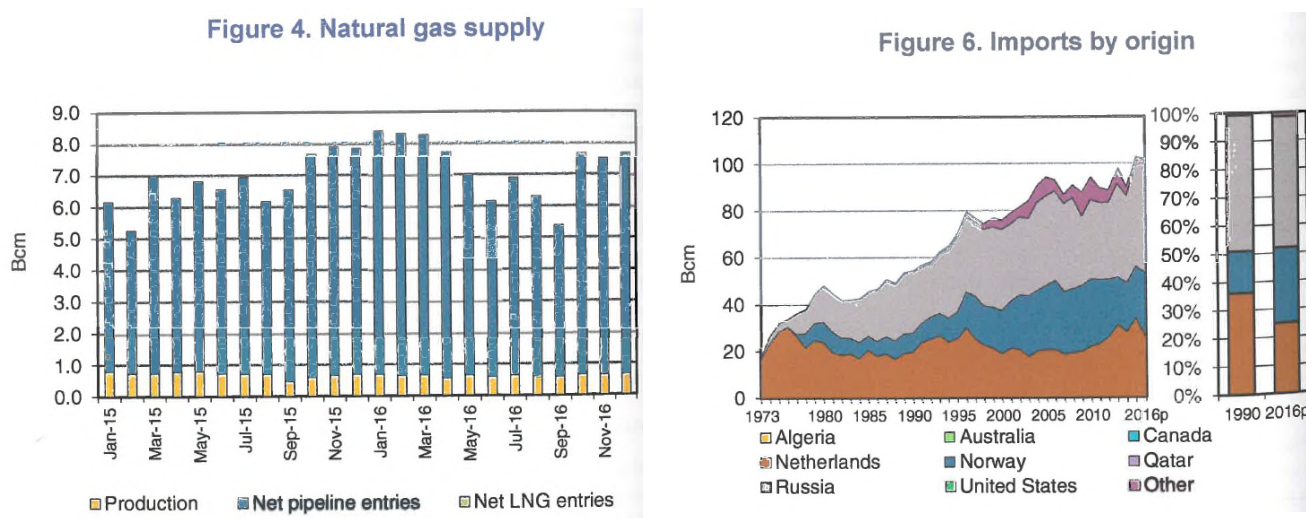 Figure 4. Natural gas supply
9.0
8.0
7.0
6.0
5.0
4.0
3.0
2.0
1.0
0.0
Bcm
Jan-15
Mar-15
May-15
Jul-15
Sep-15
Nov-15
Jan-16
Mar-16
May-16
Jul-16
Sep-16
Nov-16
Production Net pipeline entries Net LNG entries
Figure 6. Imports by origin
120
100
80
60
40
20
0
Bcm
1973 1980 1985 1990 1995 2000 2005 2010 2016p
100%
90%
80%
70%
60%
50%
40%
30%
20%
10%
0%
1990 2016p
Algeria Australia Canada
Netherlands Norway Qatar
Russia United States Other